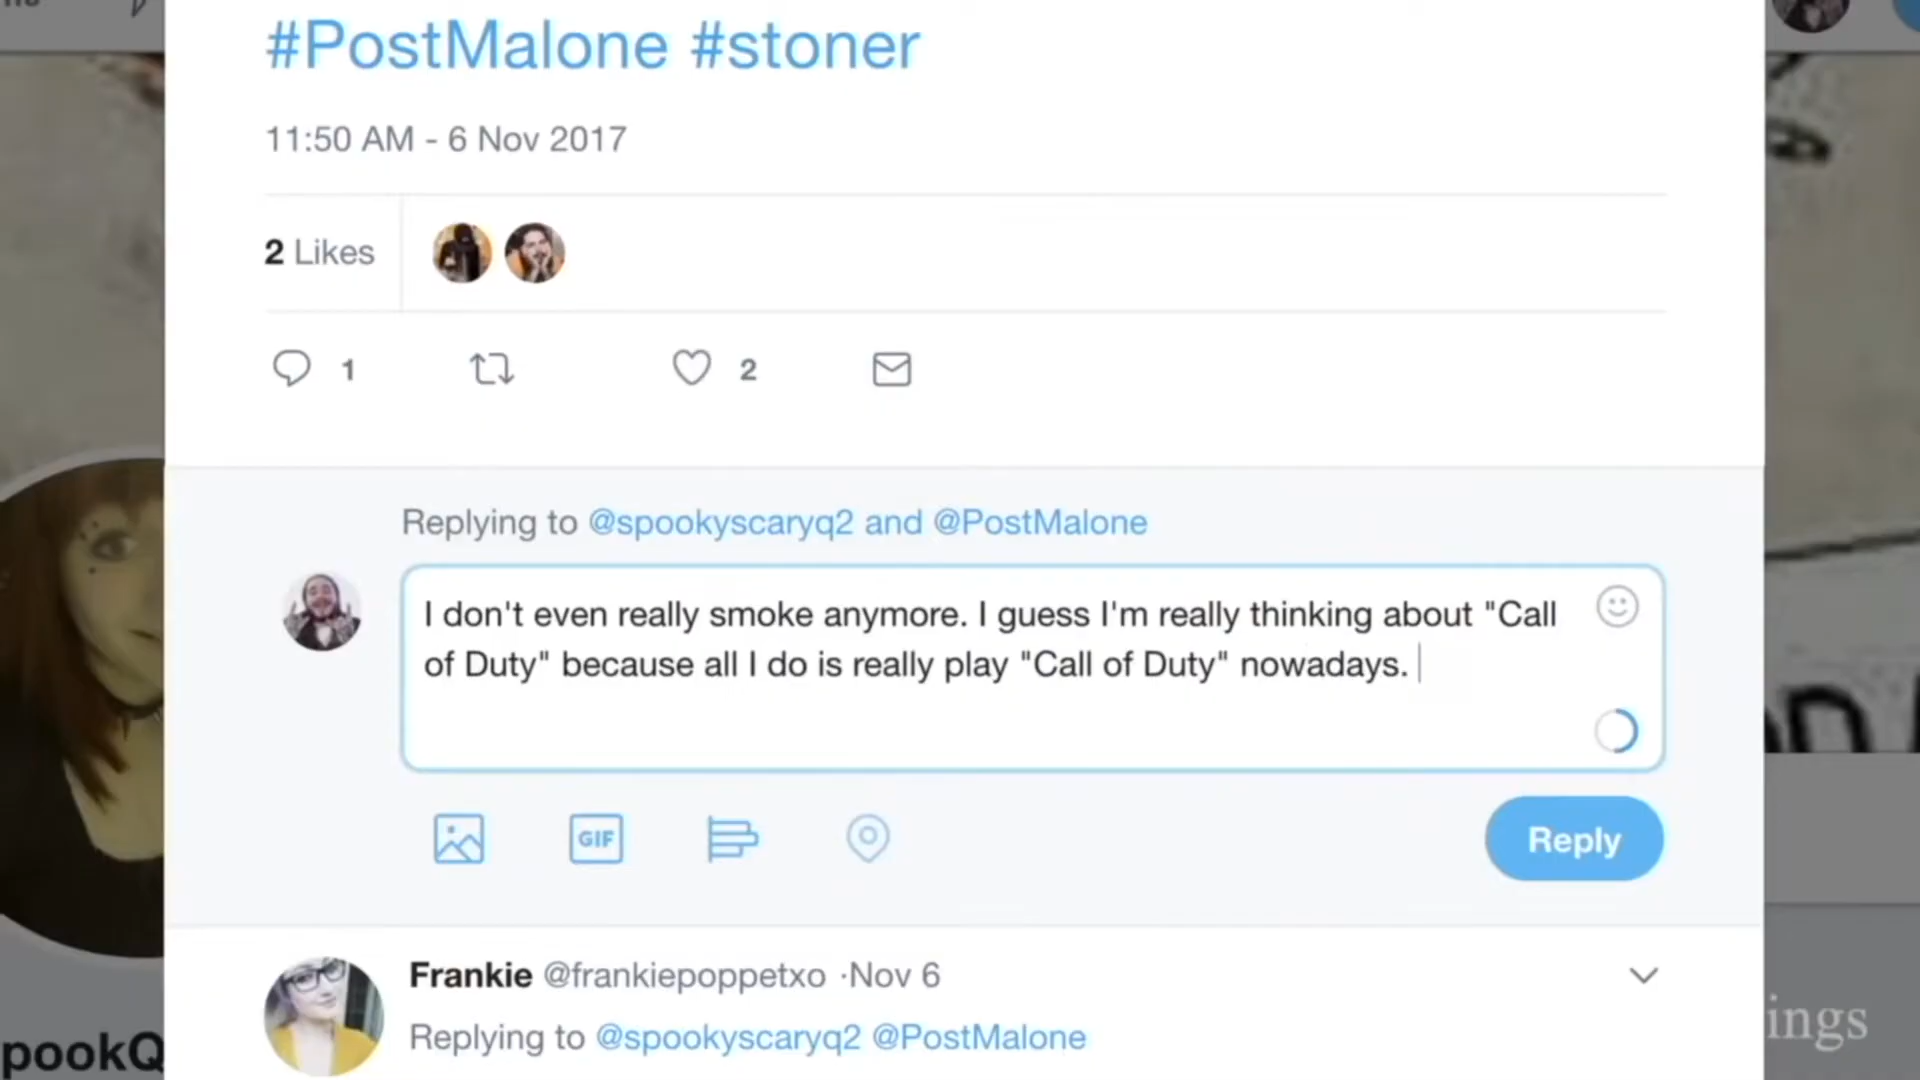 #PostMalone #stoner
11:50 AM - 6 Nov 2017
2 Likes
1
2
Replying to @spookyscaryq2 and @PostMalone
I don't even really smoke anymore. I guess I'm really thinking about "Call
of Duty" because all I do is really play "Call of Duty" nowadays.
GIF
Reply
Frankie @frankiepoppetxo ·Nov 6
Replying to @spookyscaryq2 @PostMalone
pookQ
ings